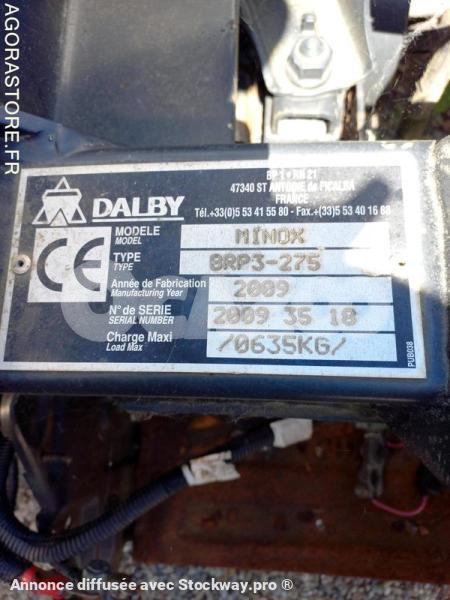 AGORASTORE.FR
BP 1 • RN 21
47340 ST ANTOINE de FICALBA
FRANCE
DALBY
Tél.+33(0)5 53 41 55 80 - Fax.+(33)5 53 40 16 68
CE
MODELE MINOX
MODEL
TYPE 8RP3-275
TYPE
Année de Fabrication 2009
Manufacturing Year
N° de SERIE 2009 35 18
SERIAL NUMBER
Charge Maxi /0635KG/
Load Max
PUB038
Annonce diffusée avec Stockway.pro ®